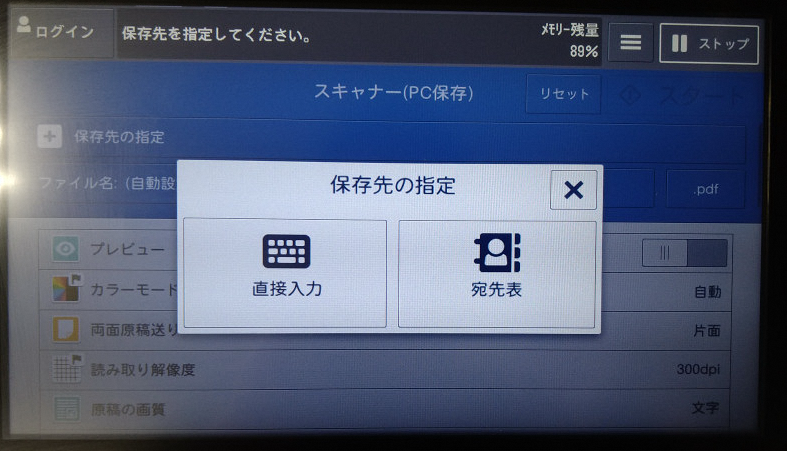 ログイン
保存先を指定してください。
メモリー残量
89%
ストップ
スキャナー(PC保存)
リセット
スタート
保存先の指定
ファイル名: (自動設
.pdf
保存先の指定
直接入力
宛先表
プレビュー
カラーモード
自動
両面原稿送り
片面
読み取り解像度
300dpi
原稿の画質
文字